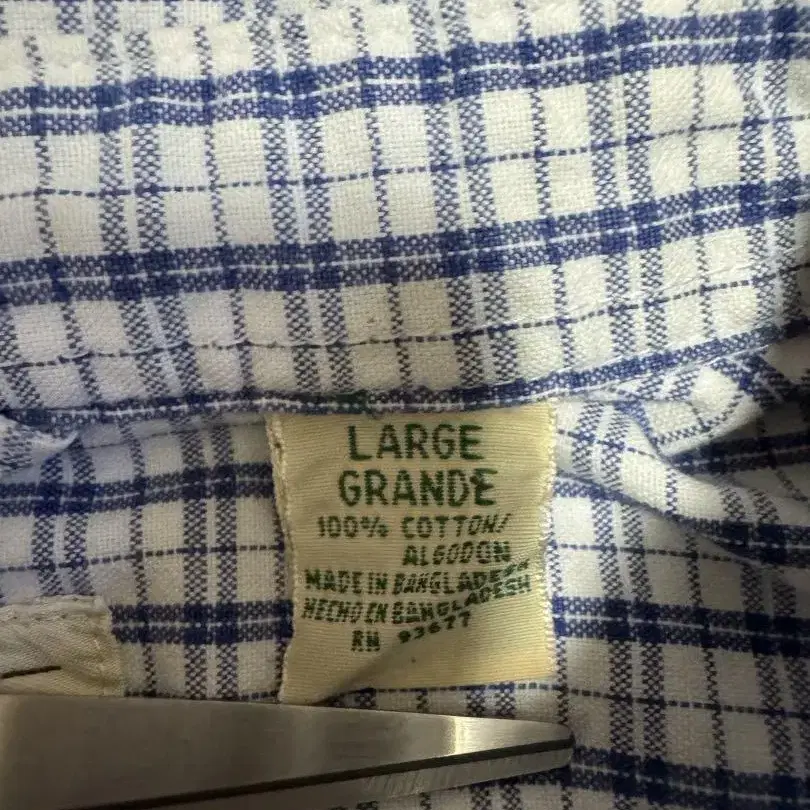 LARGE
GRANDE
100% COTTON/
ALGODON
MADE IN BANGLADESH
HECHO EN BANGLADESH
RN 93677